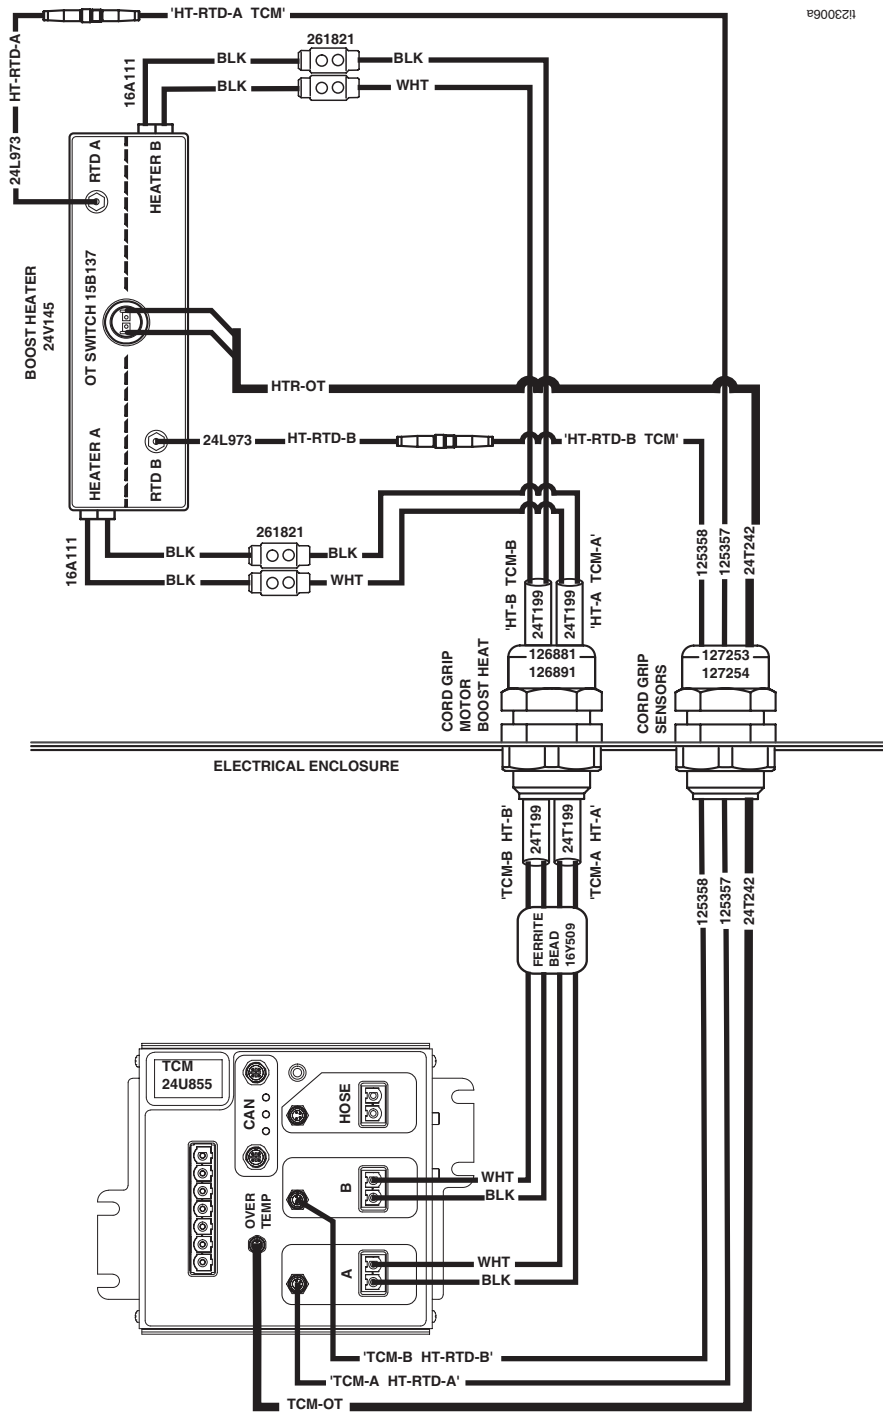 'HT-RTD-A TCM'
ti23006a
HT-RTD-A
24L973
16A111
BLK
261821
BLK
BLK
WHT
RTD A
HEATER B
BOOST HEATER
24V145
OT SWITCH 15B137
HTR-OT
HEATER A
RTD B
24L973
HT-RTD-B
'HT-RTD-B TCM'
16A111
BLK
261821
BLK
BLK
WHT
'HT-B TCM-B'
24T199
24T199
'HT-A TCM-A'
125358
125357
24T242
CORD GRIP
MOTOR
BOOST HEAT
126881
126891
CORD GRIP
SENSORS
127253
127254
ELECTRICAL ENCLOSURE
'TCM-B HT-B'
24T199
24T199
'TCM-A HT-A'
125358
125357
24T242
FERRITE
BEAD
16Y509
TCM
24U855
CAN
HOSE
OVER
TEMP
B
WHT
BLK
A
WHT
BLK
'TCM-B HT-RTD-B'
'TCM-A HT-RTD-A'
TCM-OT